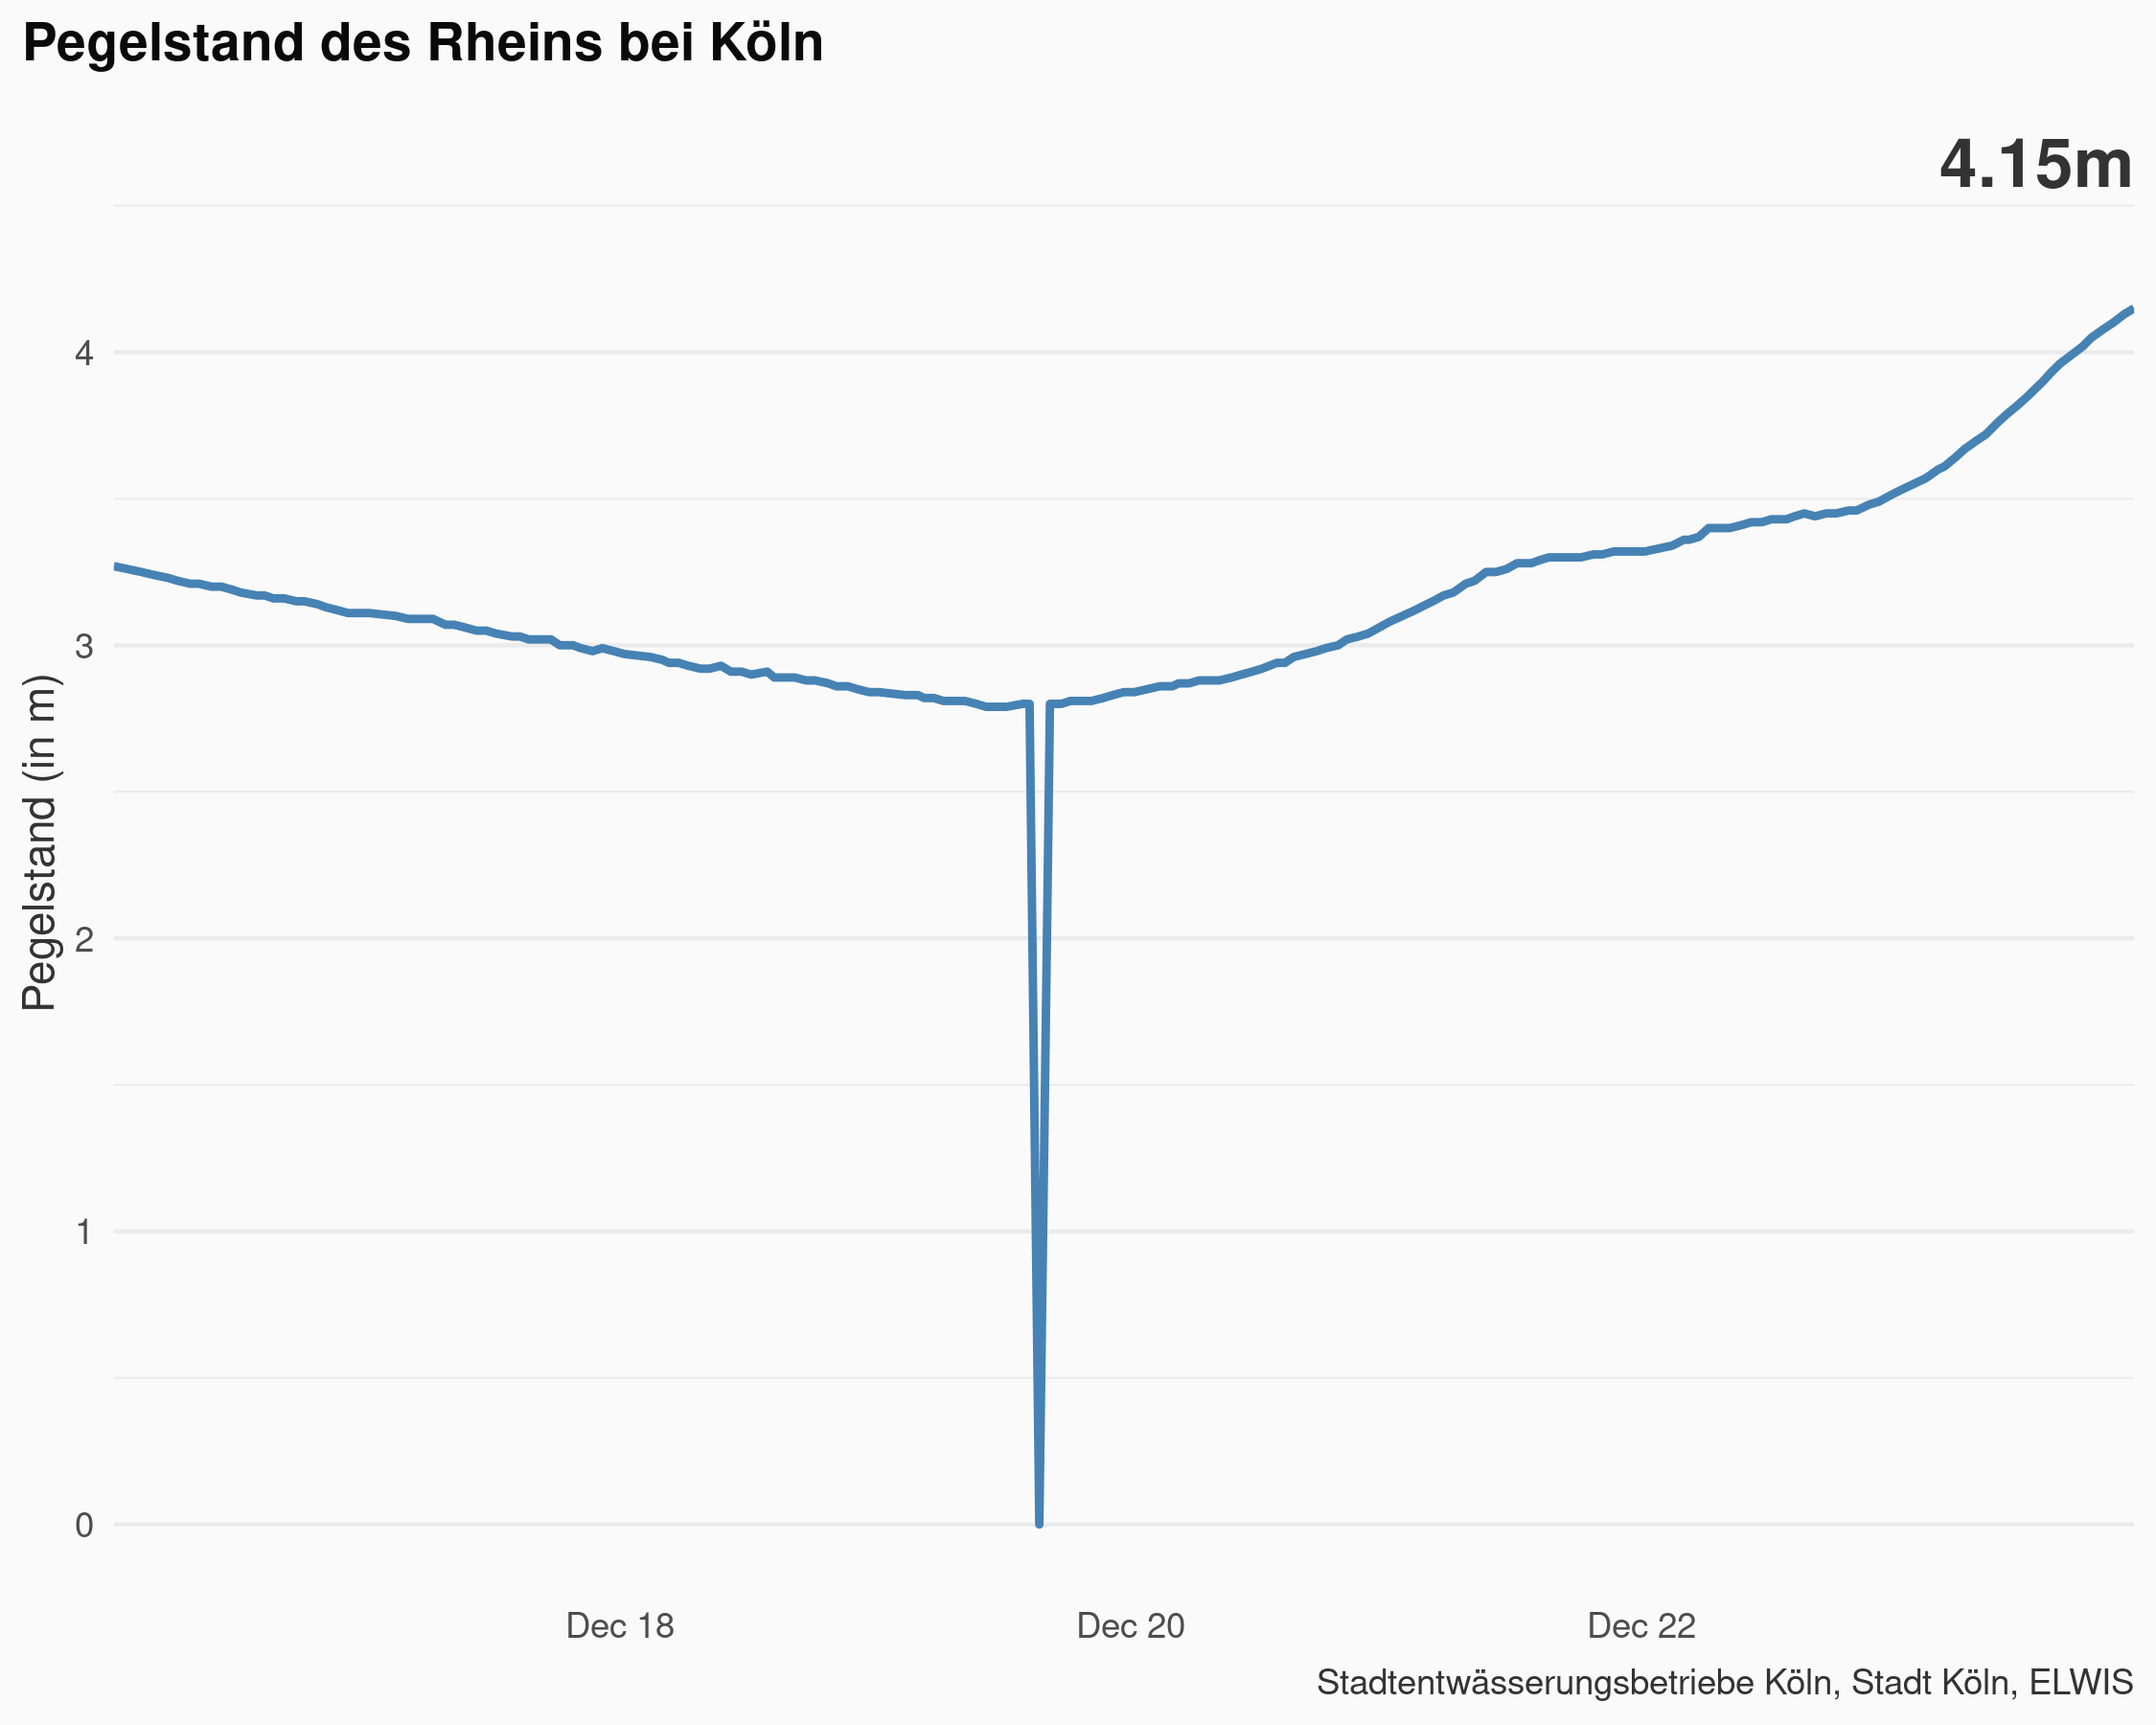 Pegelstand des Rheins bei Köln
4.15m
Pegelstand (in m)
4
3
2
1
0
Dec 18
Dec 20
Dec 22
Stadtentwässerungsbetriebe Köln, Stadt Köln, ELWIS